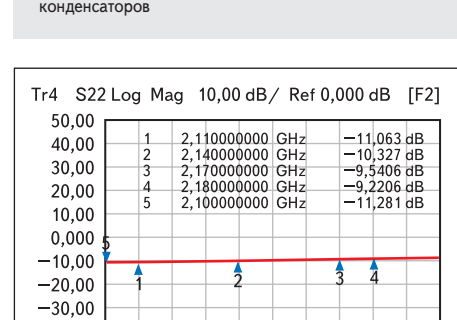 конденсаторов
Tr4 S22 Log Mag 10,00 dB/ Ref 0,000 dB [F2]
50,00
40,00
30,00
20,00
10,00
0,000
−10,00
−20,00
−30,00
1 2,110000000 GHz −11,063 dB
2 2,140000000 GHz −10,327 dB
3 2,170000000 GHz −9,5406 dB
4 2,180000000 GHz −9,2206 dB
5 2,100000000 GHz −11,281 dB
5
1 2 3 4